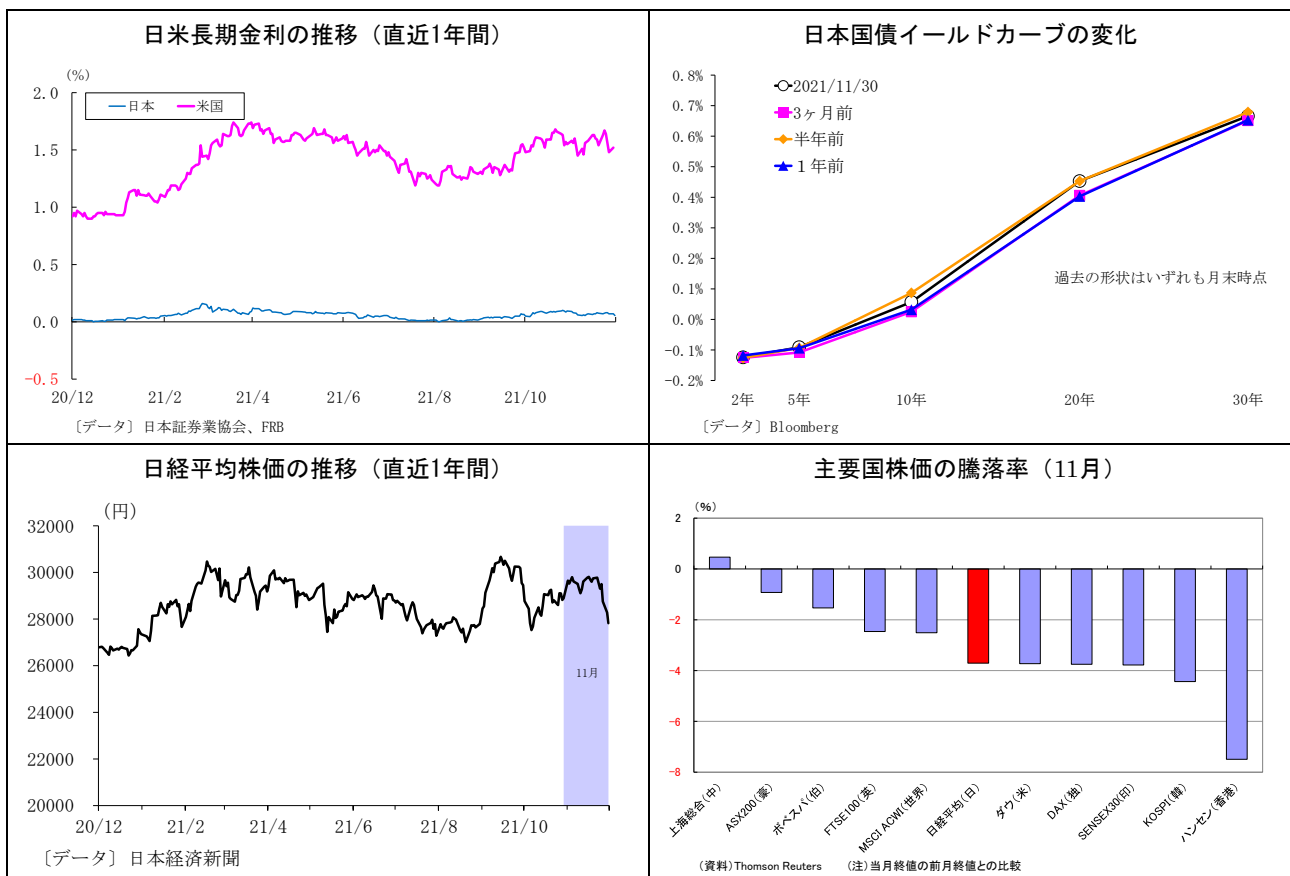 日米長期金利の推移（直近1年間）
(%)
日本 米国
2.0
1.5
1.0
0.5
0.0
-0.5
20/12 21/2 21/4 21/6 21/8 21/10
〔データ〕日本証券業協会、FRB
日本国債イールドカーブの変化
0.8%
0.7%
0.6%
0.5%
0.4%
0.3%
0.2%
0.1%
0.0%
-0.1%
-0.2%
2021/11/30
3ヶ月前
半年前
1年前
過去の形状はいずれも月末時点
2年 5年 10年 20年 30年
〔データ〕Bloomberg
日経平均株価の推移（直近1年間）
(円)
32000
30000
28000
26000
24000
22000
20000
11月
20/12 21/2 21/4 21/6 21/8 21/10
〔データ〕日本経済新聞
主要国株価の騰落率（11月）
(%)
2
0
-2
-4
-6
-8
上海総合(中)
ASX200(豪)
ボベスパ(伯)
FTSE100(英)
MSCI ACWI(世界)
日経平均(日)
ダウ(米)
DAX(独)
SENSEX30(印)
KOSPI(韓)
ハンセン(香港)
(資料)Thomson Reuters (注)当月終値の前月終値との比較